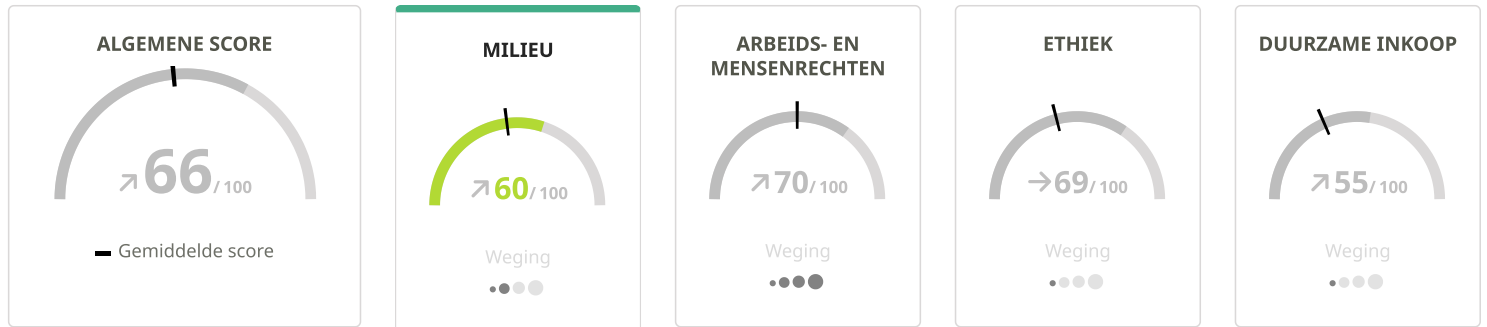 ALGEMENE SCORE
66/ 100
Gemiddelde score
MILIEU
60/ 100
Weging
ARBEIDS- EN
MENSENRECHTEN
70/ 100
Weging
ETHIEK
69/ 100
Weging
DUURZAME INKOOP
55/ 100
Weging